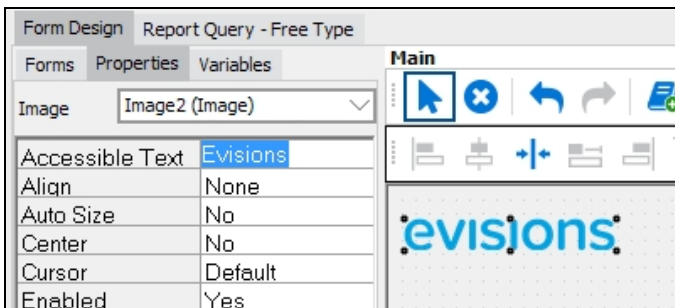 Form Design Report Query - Free Type
Forms Properties Variables
Main
Image Image2 (Image)
Accessible Text Evisions
Align None
Auto Size No
Center No
Cursor Default
Enabled Yes
evisions